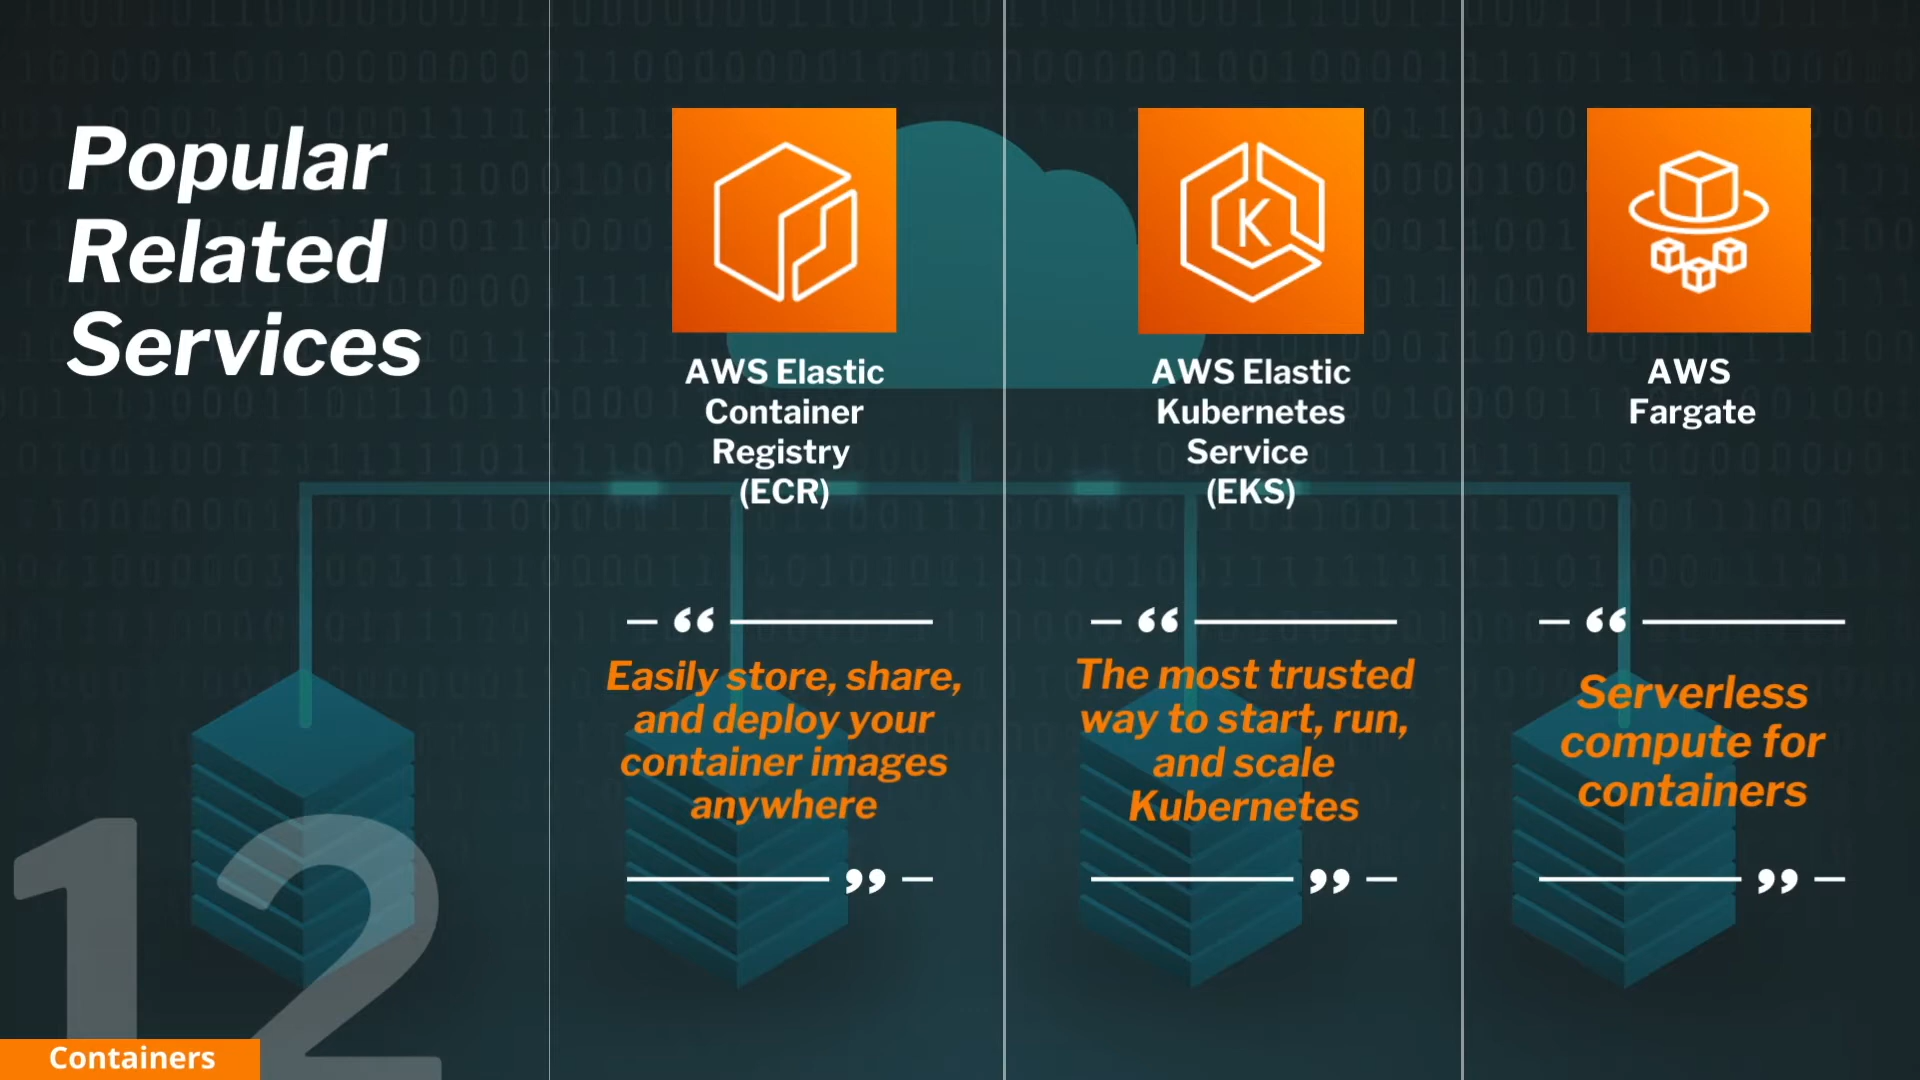 Popular
Related
Services
AWS Elastic
Container
Registry
(ECR)
“
Easily store, share,
and deploy your
container images
anywhere
”
K
AWS Elastic
Kubernetes
Service
(EKS)
“
The most trusted
way to start, run,
and scale
Kubernetes
”
AWS
Fargate
“
Serverless
compute for
containers
”
12
Containers